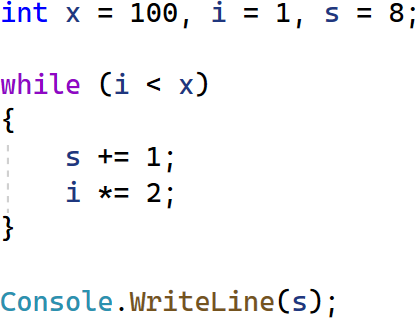 int x = 100, i = 1, s = 8;
while (i < x)
{
    s += 1;
    i *= 2;
}
Console.WriteLine(s);